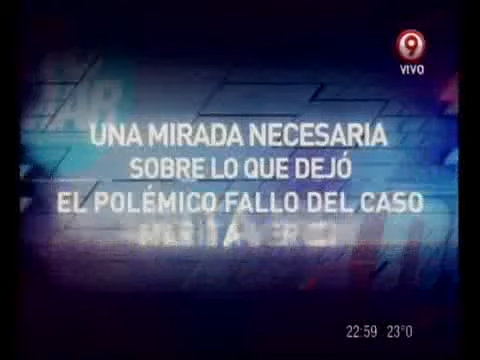 9
VIVO
UNA MIRADA NECESARIA
SOBRE LO QUE DEJÓ
EL POLÉMICO FALLO DEL CASO
22:59 23°0